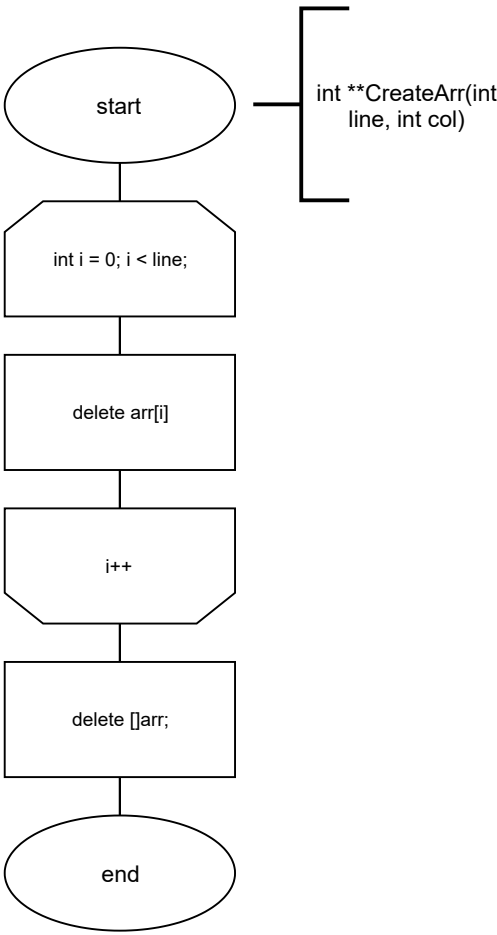 start
int **CreateArr(int
line, int col)
int i = 0; i < line;
delete arr[i]
i++
delete []arr;
end